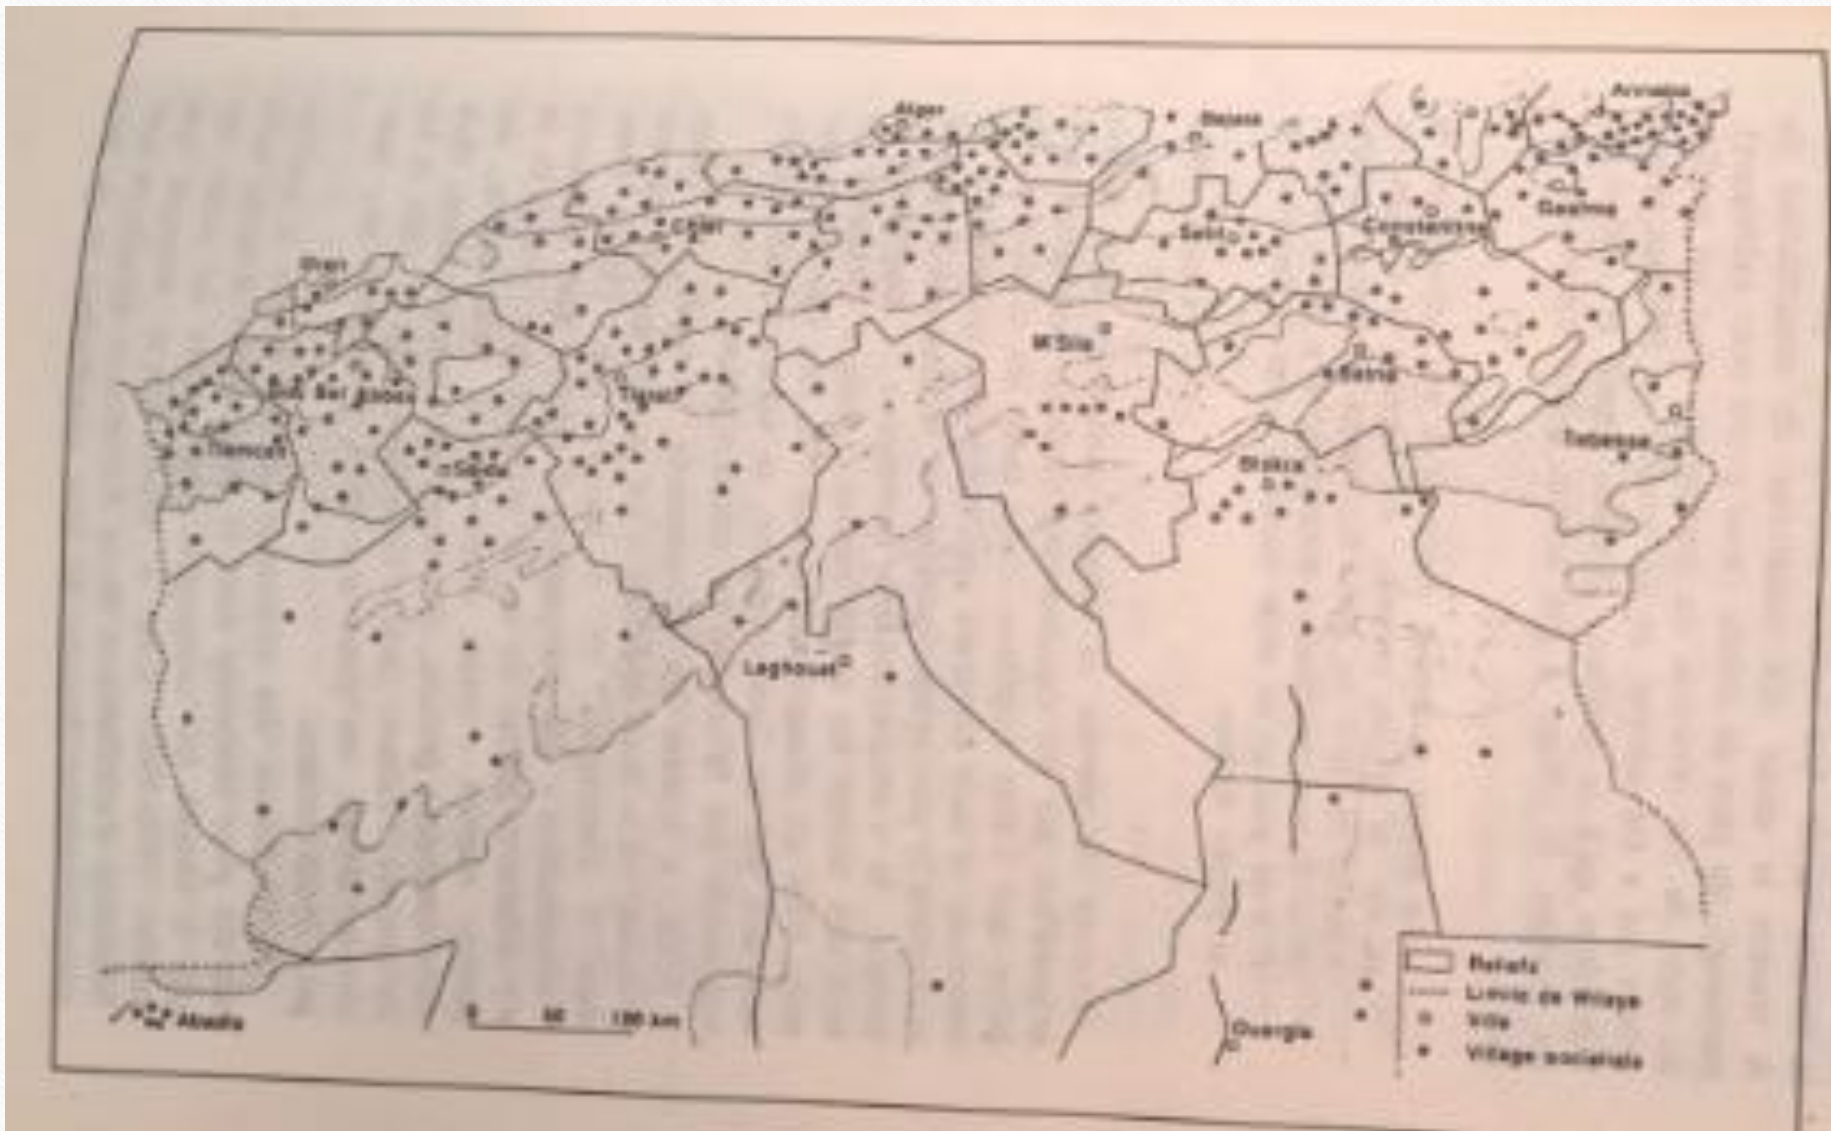 Alger
Annaba
Bejaia
Guelma
Constantine
Chlef
Setif
Oran
M'Sila
Batna
Sidi Bel Abbes
Tiaret
Tlemcen
Saida
Tebessa
Biskra
Laghouat
Reliefs
Limite de Wilaya
Ville
Village socialiste
Abadla
0 50 100 km
Ouargla